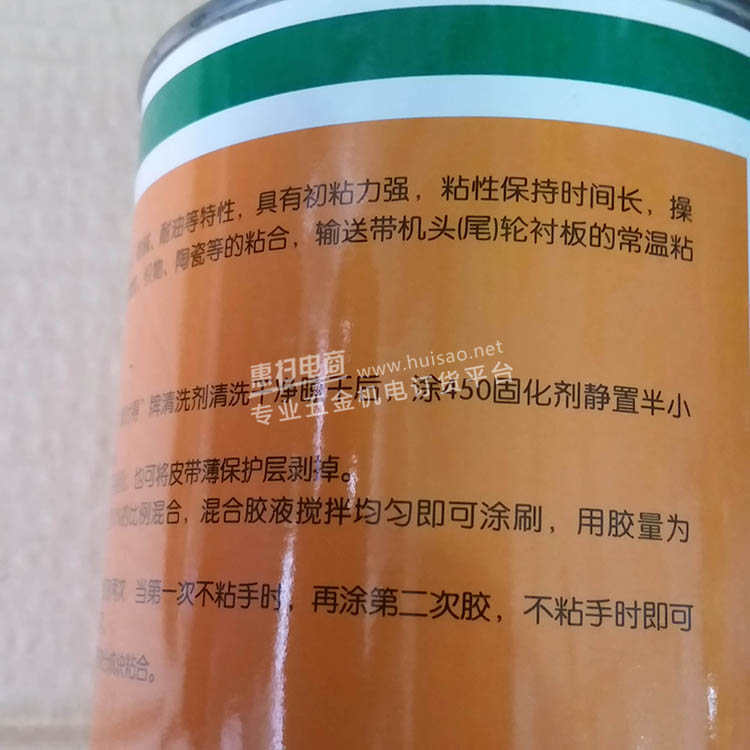 耐油等特性，具有初粘力强，粘性保持时间长，操
、陶瓷等的粘合，输送带机头(尾)轮衬板的常温粘
惠扫电商 www.huisao.net
专业五金机电订货平台
"牌清洗剂清洗干净晾干后，涂450固化剂静置半小
也可将皮带薄保护层剥掉。
的比例混合，混合胶液搅拌均匀即可涂刷，用胶量为
当第一次不粘手时，再涂第二次胶，不粘手时即可
粘合。